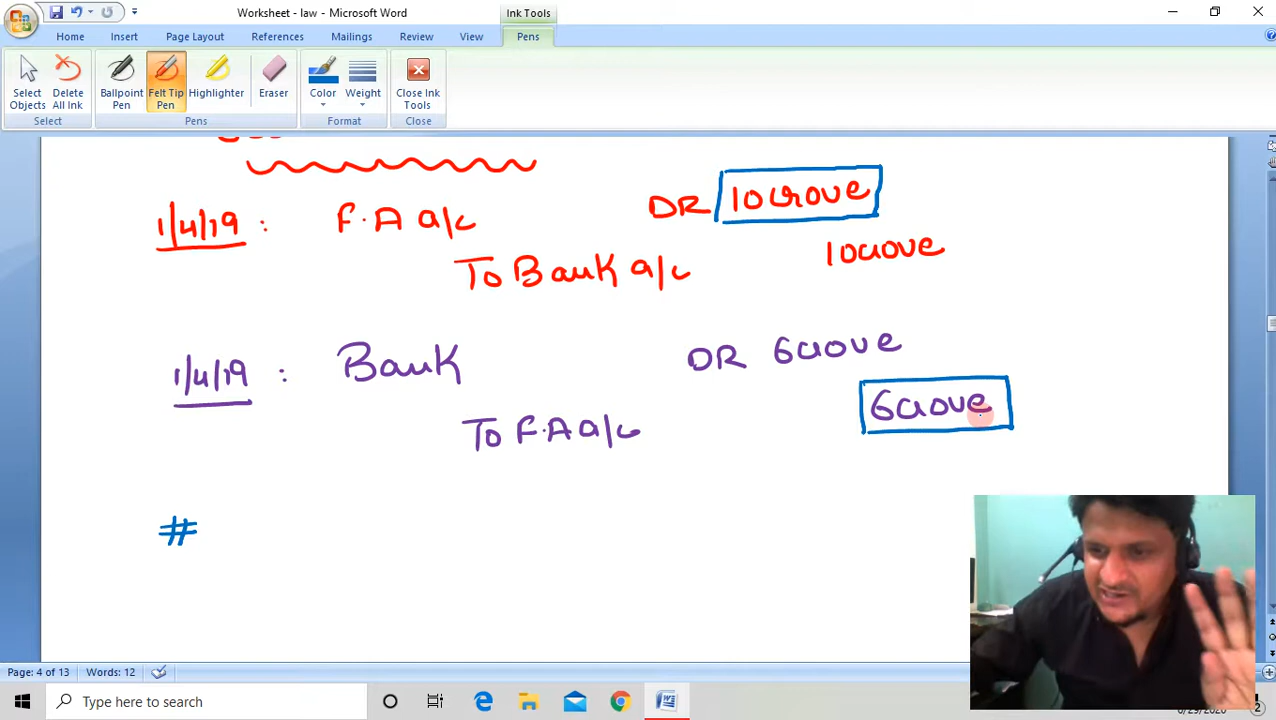 Worksheet - law - Microsoft Word
Ink Tools
Home Insert Page Layout References Mailings Review View Pens
Select Objects
Delete All Ink
Ballpoint Pen
Felt Tip Pen
Highlighter
Eraser
Color
Weight
Close Ink Tools
Select Pens Format Close
1/4/19 : F.A a/c DR 10crore
To Bank a/c 10crore
1/4/19 : Bank DR 6crore
To F.A a/c 6crore
#
Page: 4 of 13 Words: 12
Type here to search